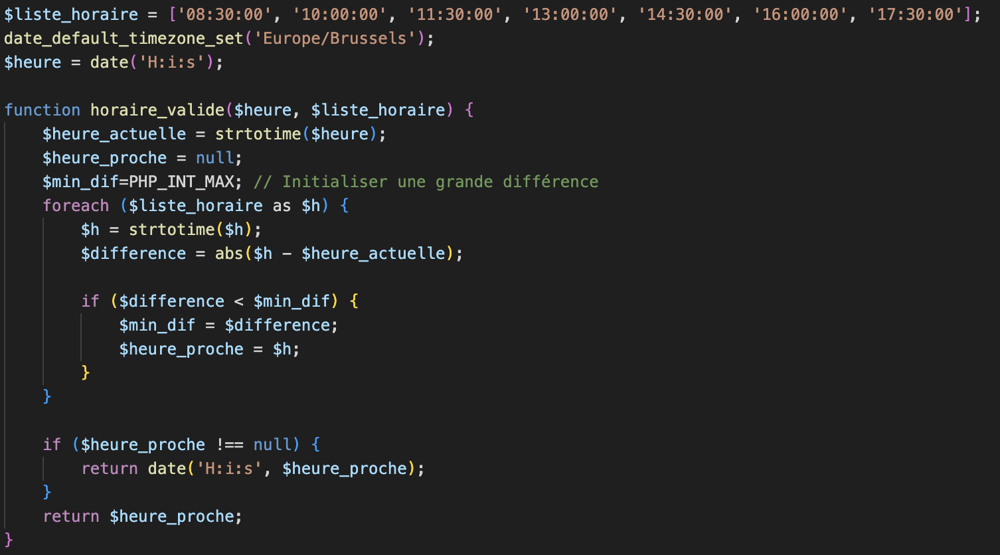 $liste_horaire = ['08:30:00', '10:00:00', '11:30:00', '13:00:00', '14:30:00', '16:00:00', '17:30:00'];
date_default_timezone_set('Europe/Brussels');
$heure = date('H:i:s');

function horaire_valide($heure, $liste_horaire) {
    $heure_actuelle = strtotime($heure);
    $heure_proche = null;
    $min_dif=PHP_INT_MAX; // Initialiser une grande différence
    foreach ($liste_horaire as $h) {
        $h = strtotime($h);
        $difference = abs($h - $heure_actuelle);

        if ($difference < $min_dif) {
            $min_dif = $difference;
            $heure_proche = $h;
        }
    }

    if ($heure_proche !== null) {
        return date('H:i:s', $heure_proche);
    }
    return $heure_proche;
}